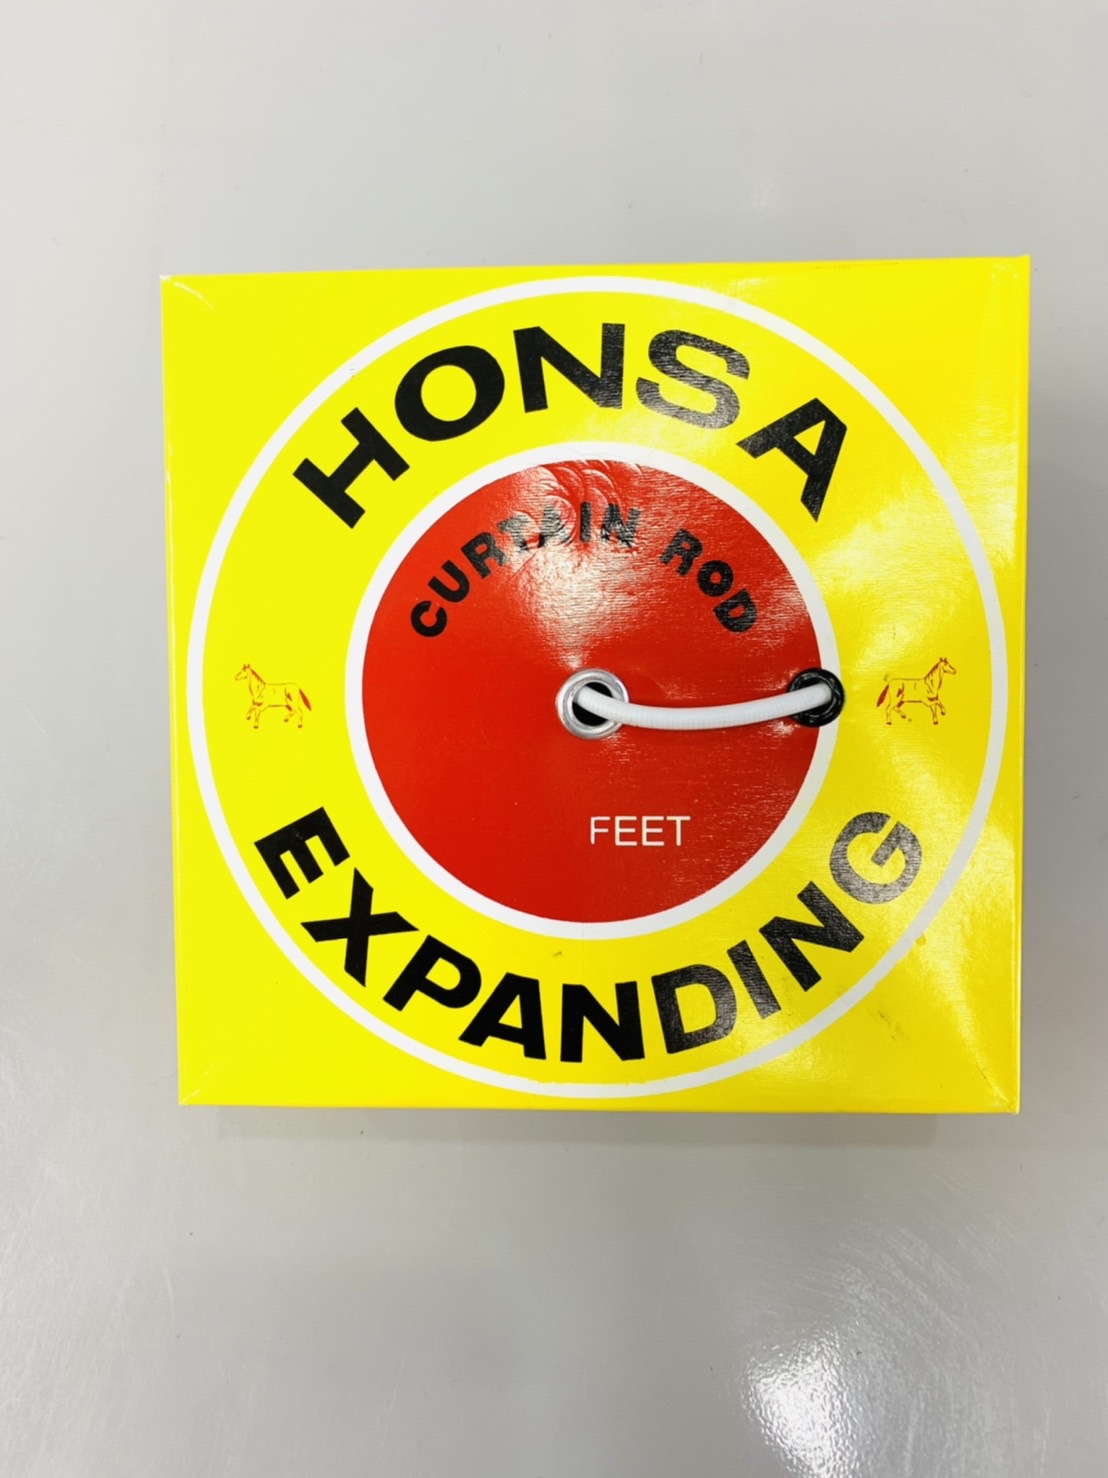 HONSA
CURTAIN ROD
FEET
EXPANDING